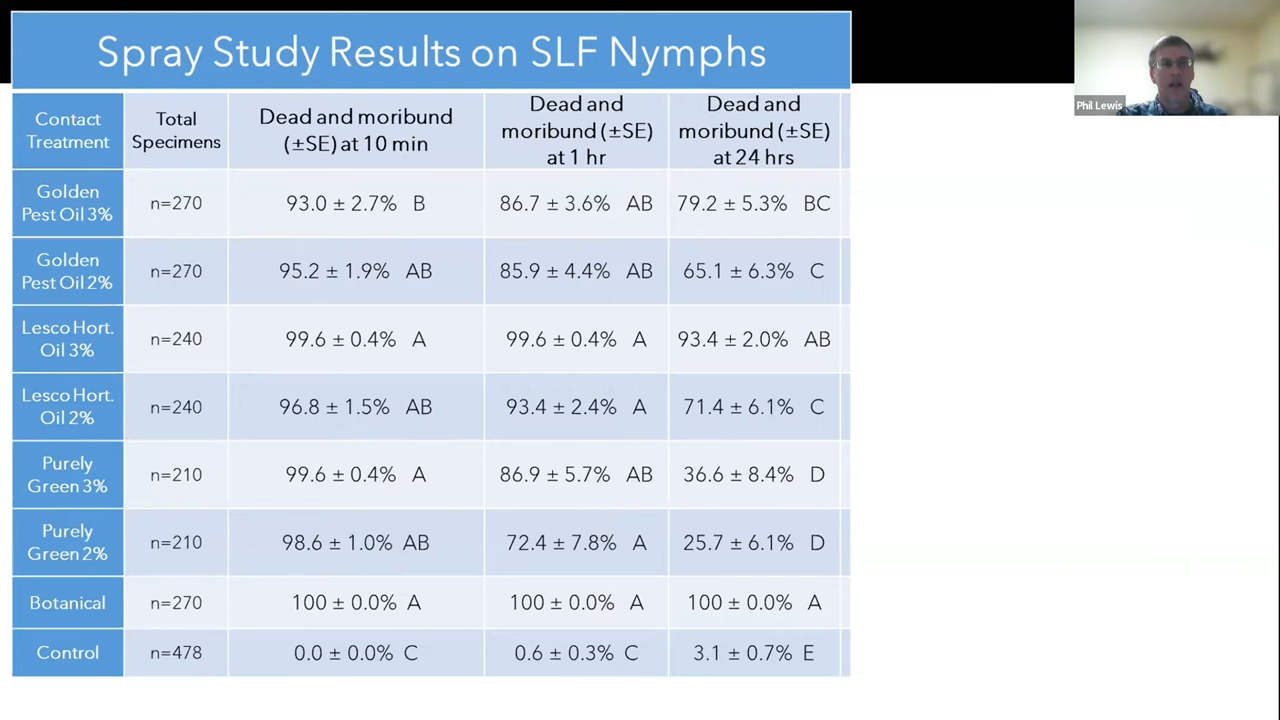 Spray Study Results on SLF Nymphs
Phil Lewis
Contact
Treatment
Total
Specimens
Dead and moribund
(±SE) at 10 min
Dead and
moribund (±SE)
at 1 hr
Dead and
moribund (±SE)
at 24 hrs
Golden
Pest Oil 3%
n=270
93.0 ± 2.7% B
86.7 ± 3.6% AB
79.2 ± 5.3% BC
Golden
Pest Oil 2%
n=270
95.2 ± 1.9% AB
85.9 ± 4.4% AB
65.1 ± 6.3% C
Lesco Hort.
Oil 3%
n=240
99.6 ± 0.4% A
99.6 ± 0.4% A
93.4 ± 2.0% AB
Lesco Hort.
Oil 2%
n=240
96.8 ± 1.5% AB
93.4 ± 2.4% A
71.4 ± 6.1% C
Purely
Green 3%
n=210
99.6 ± 0.4% A
86.9 ± 5.7% AB
36.6 ± 8.4% D
Purely
Green 2%
n=210
98.6 ± 1.0% AB
72.4 ± 7.8% A
25.7 ± 6.1% D
Botanical
n=270
100 ± 0.0% A
100 ± 0.0% A
100 ± 0.0% A
Control
n=478
0.0 ± 0.0% C
0.6 ± 0.3% C
3.1 ± 0.7% E